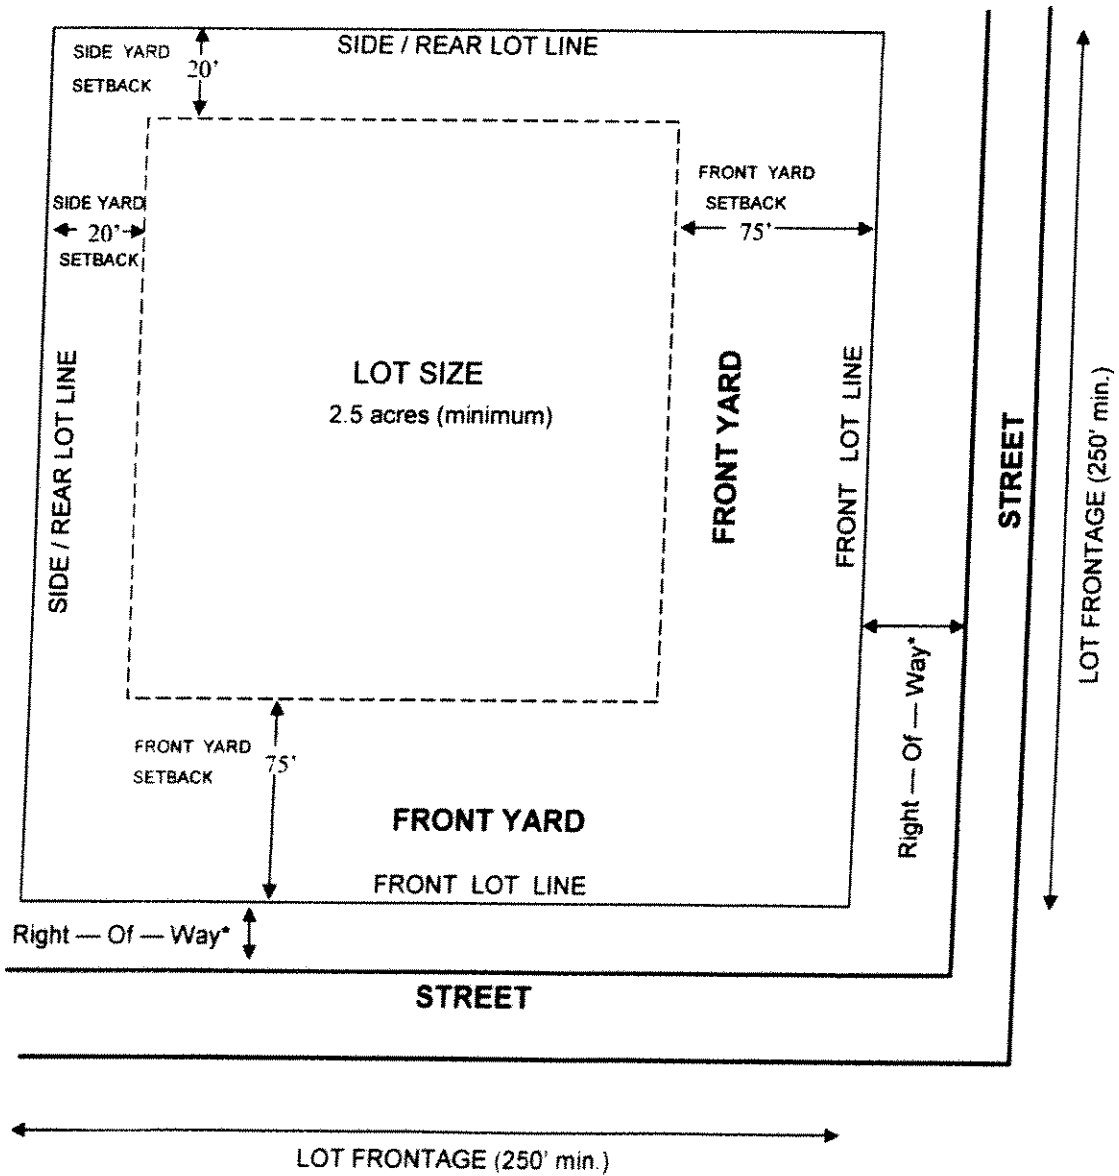 SIDE / REAR LOT LINE
SIDE YARD
20'
SETBACK
FRONT YARD
SETBACK
75'
SIDE YARD
20'
SETBACK
LOT SIZE
2.5 acres (minimum)
SIDE / REAR LOT LINE
FRONT YARD
FRONT LOT LINE
STREET
LOT FRONTAGE (250' min.)
Right — Of — Way*
FRONT YARD
75'
SETBACK
FRONT YARD
FRONT LOT LINE
Right — Of — Way*
STREET
LOT FRONTAGE (250' min.)